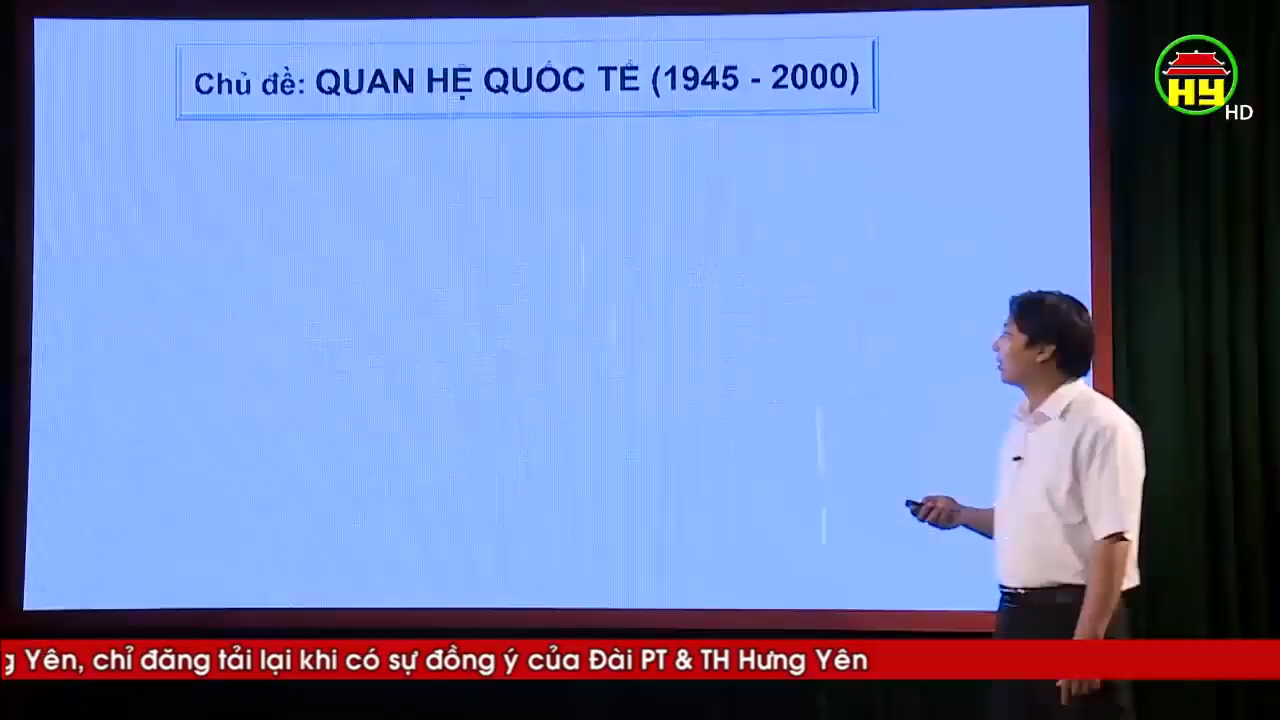 Chủ đề: QUAN HỆ QUỐC TẾ (1945 - 2000)
HY
HD
g Yên, chỉ đăng tải lại khi có sự đồng ý của Đài PT & TH Hưng Yên